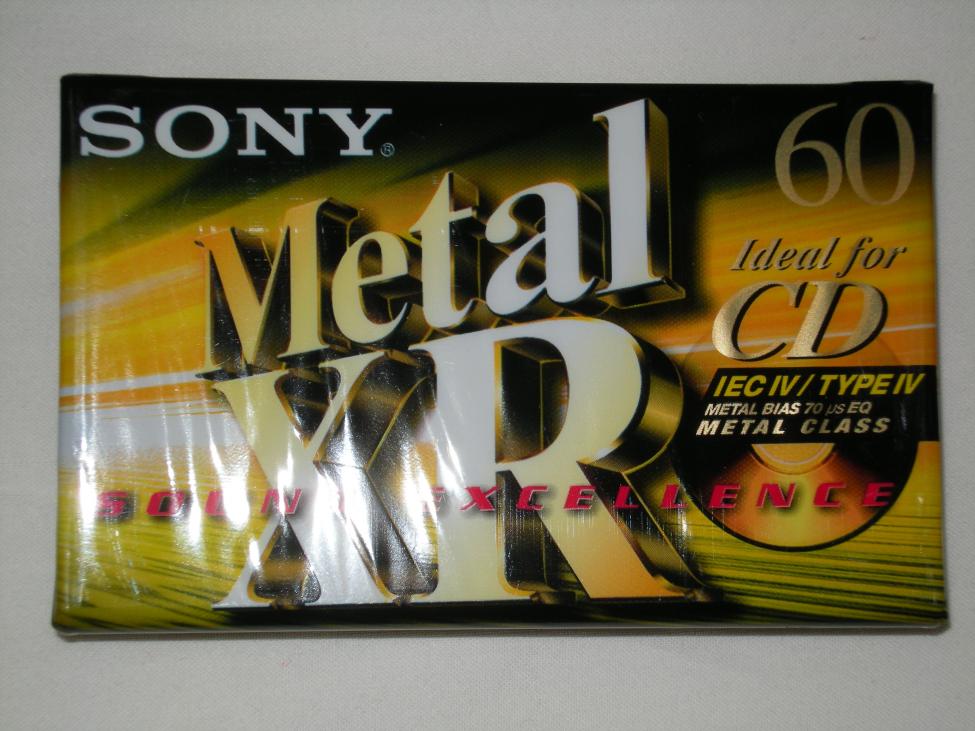 SONY®
60
Metal
XR
Ideal for
CD
IEC IV / TYPE IV
METAL BIAS 70 µs EQ
METAL CLASS
SOUND EXCELLENCE